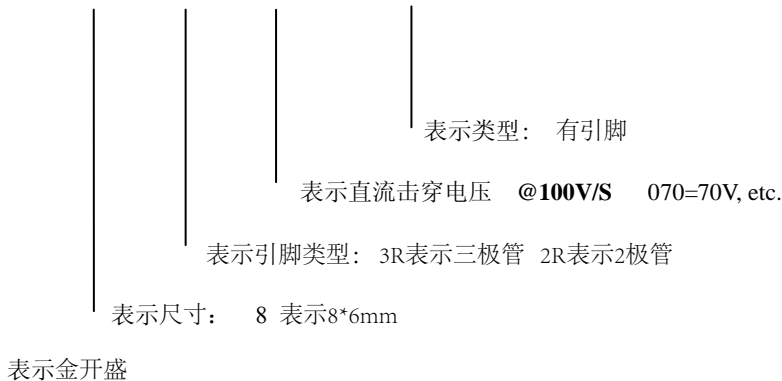 表示类型: 有引脚
表示直流击穿电压 @100V/S 070=70V, etc.
表示引脚类型: 3R表示三极管 2R表示2极管
表示尺寸: 8 表示8*6mm
表示金开盛